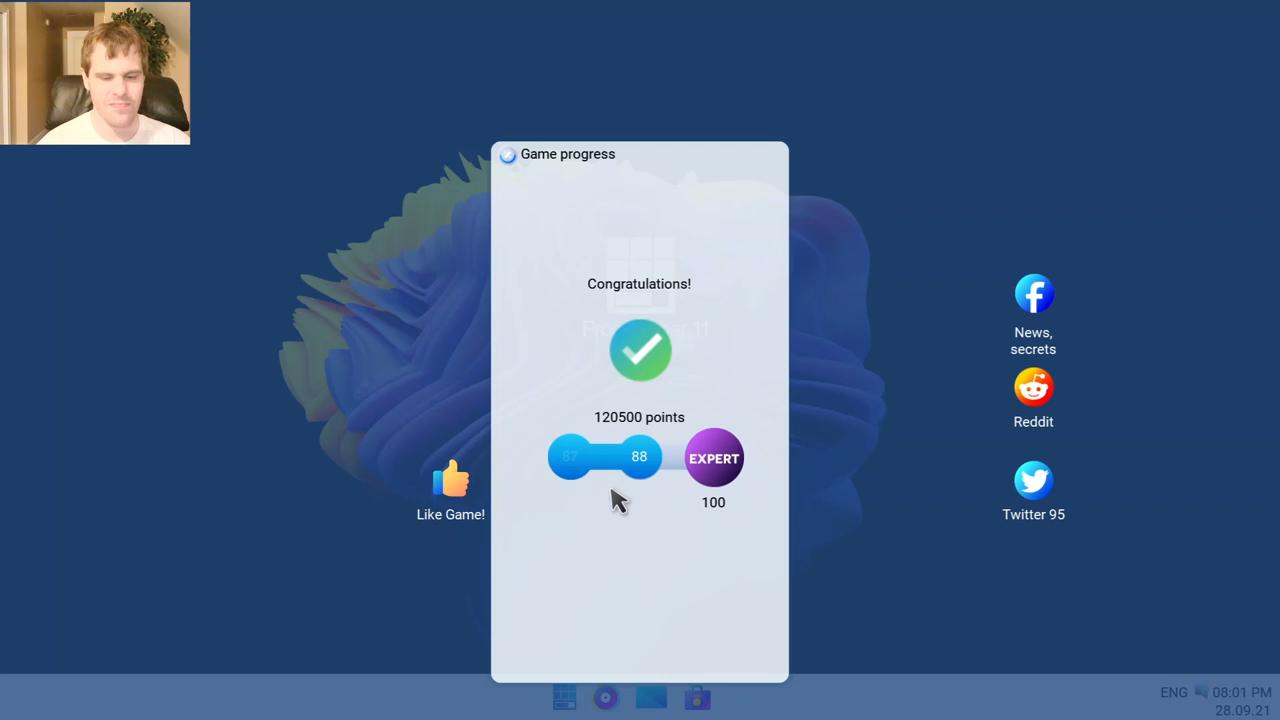 Game progress
Congratulations!
120500 points
87
88
EXPERT
100
Like Game!
News,
secrets
Reddit
Twitter 95
ENG
08:01 PM
28.09.21